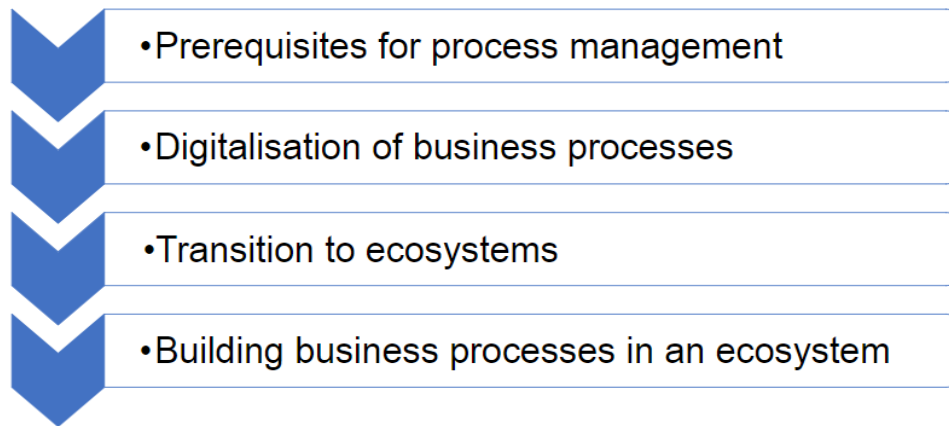 •Prerequisites for process management
•Digitalisation of business processes
•Transition to ecosystems
•Building business processes in an ecosystem